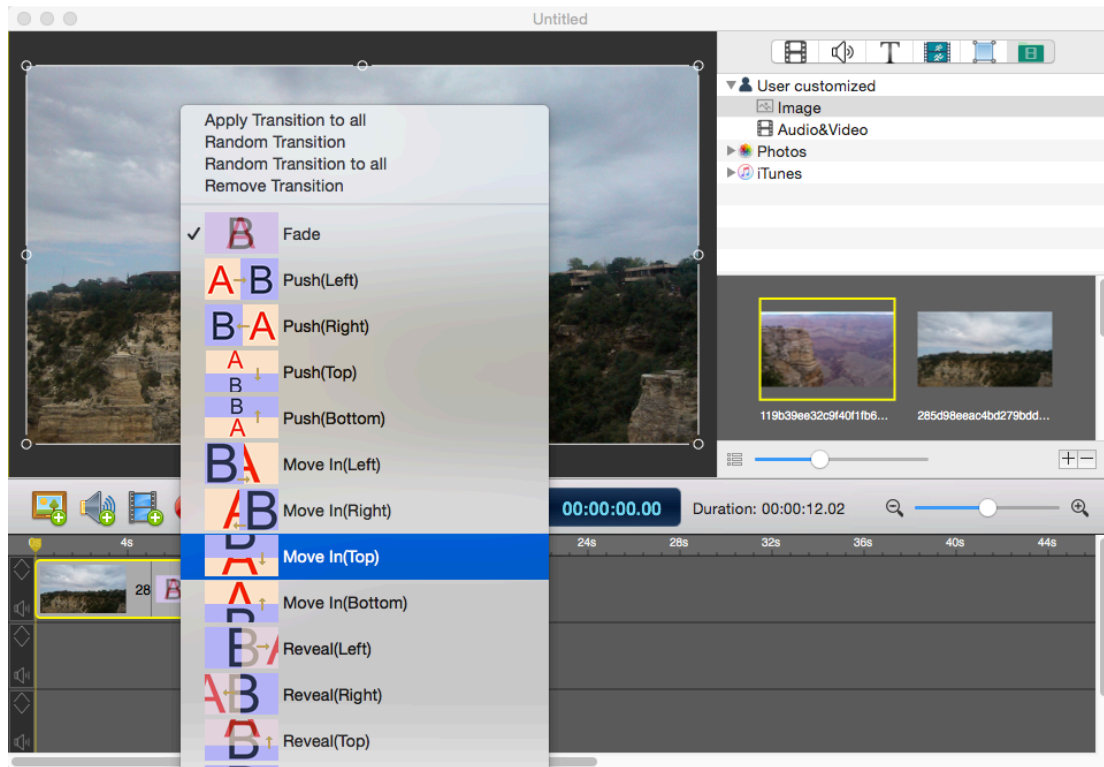 Untitled
T
User customized
Image
Audio&Video
Photos
iTunes
119b39ee32c9f40f1fb6...
285d98eeac4bd279bdd...
Apply Transition to all
Random Transition
Random Transition to all
Remove Transition
B A
Fade
A B
Push(Left)
B A
Push(Right)
A
B
Push(Top)
B
A
Push(Bottom)
B A
Move In(Left)
A B
Move In(Right)
B
A
Move In(Top)
A
B
Move In(Bottom)
B A
Reveal(Left)
A B
Reveal(Right)
A
B
Reveal(Top)
00:00:00.00
Duration: 00:00:12.02
4s
24s
28s
32s
36s
40s
44s
28
B